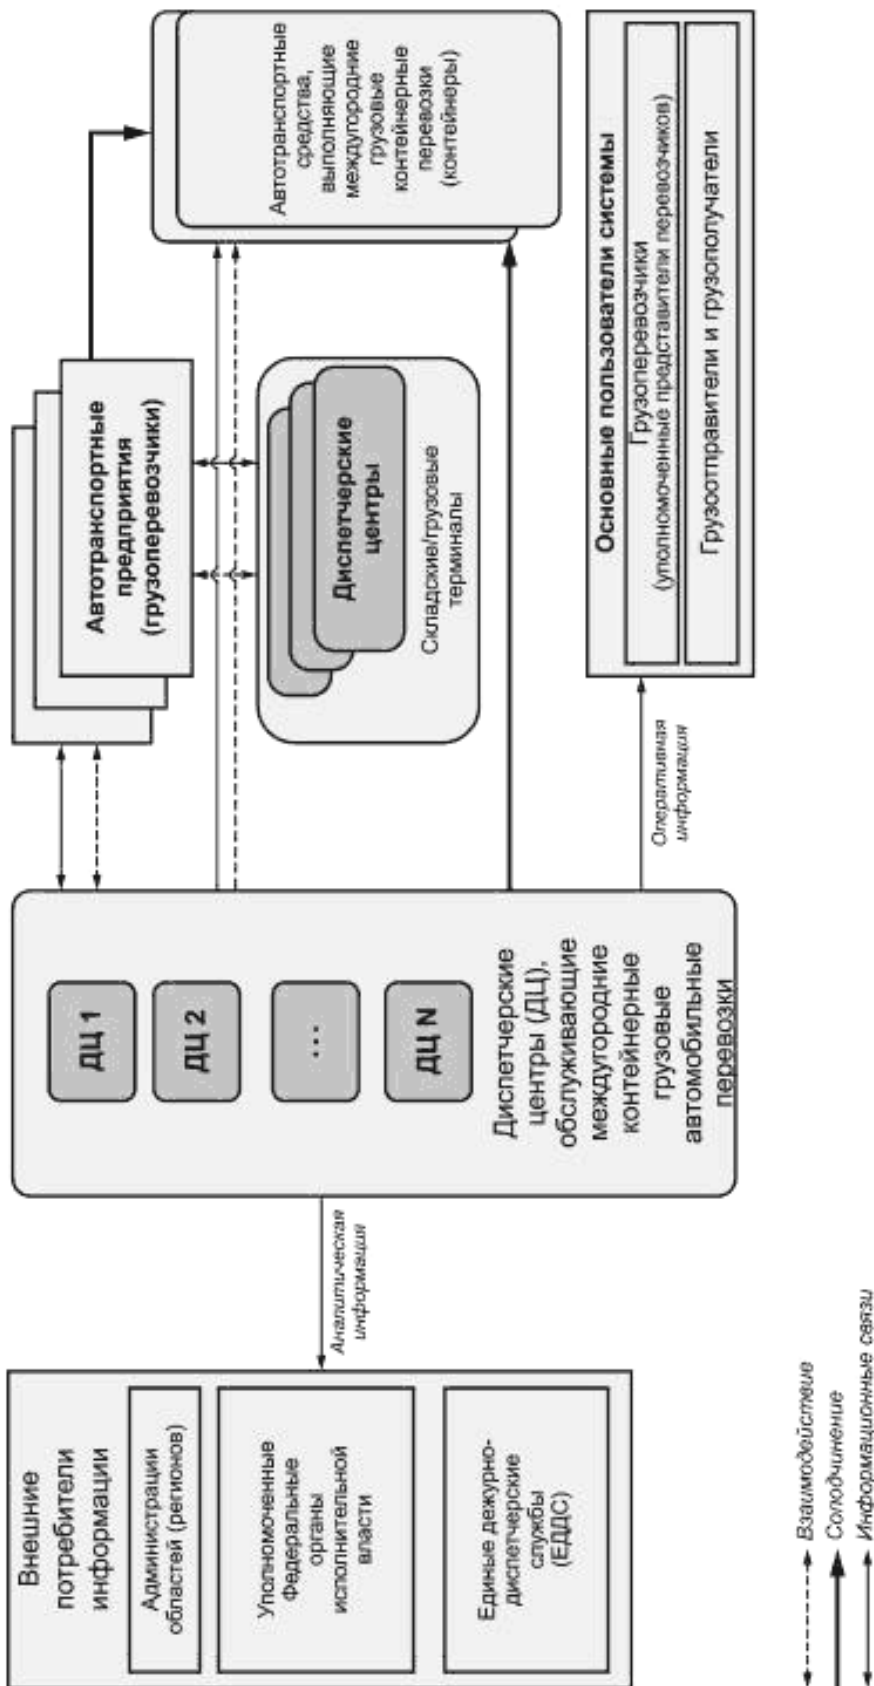 Внешние
потребители
информации
Администрации
областей (регионов)
Уполномоченные
Федеральные
органы
исполнительной
власти
Единые дежурно-
диспетчерские
службы
(ЕДДС)
Аналитическая
информация
ДЦ 1
ДЦ 2
...
ДЦ N
Диспетчерские
центры (ДЦ),
обслуживающие
междугородние
контейнерные
грузовые
автомобильные
перевозки
Автотранспортные
предприятия
(грузоперевозчики)
Диспетчерские
центры
Складские/грузовые
терминалы
Автотранспортные
средства,
выполняющие
междугородние
грузовые
контейнерные
перевозки
(контейнеры)
Оперативная
информация
Основные пользователи системы
Грузоперевозчики
(уполномоченные представители перевозчиков)
Грузоотправители и грузополучатели
Взаимодействие
Солодчинение
Информационные связи